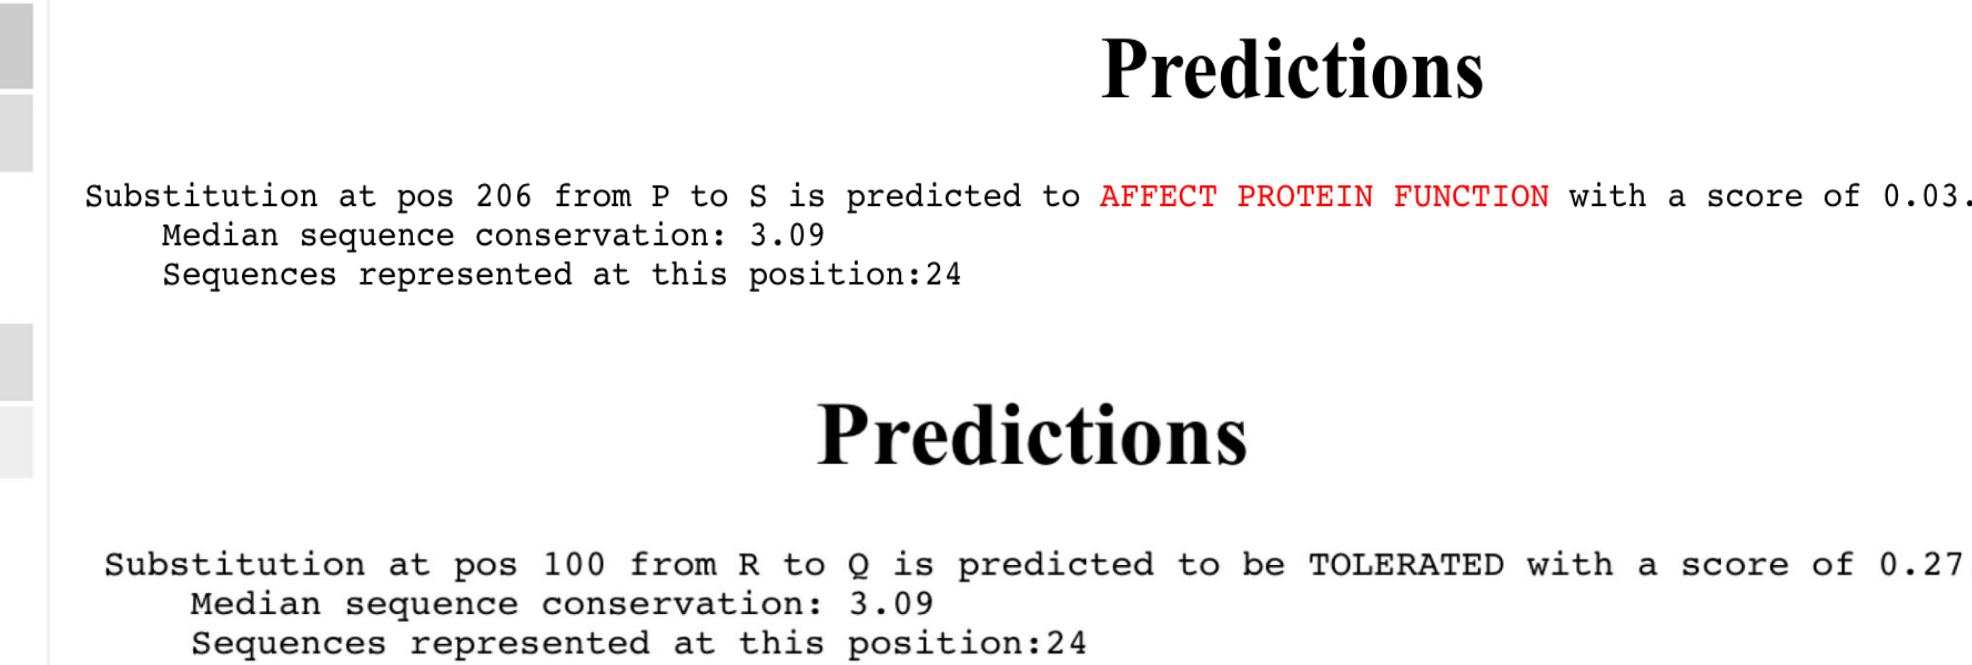 Predictions
Substitution at pos 206 from P to S is predicted to AFFECT PROTEIN FUNCTION with a score of 0.03.
Median sequence conservation: 3.09
Sequences represented at this position:24
Predictions
Substitution at pos 100 from R to Q is predicted to be TOLERATED with a score of 0.27
Median sequence conservation: 3.09
Sequences represented at this position:24